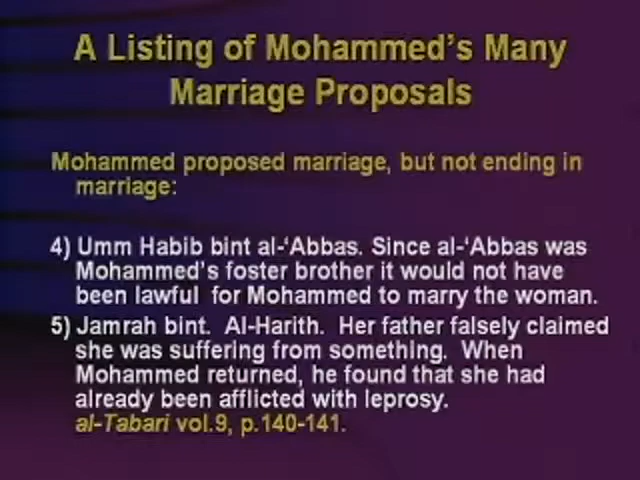 A Listing of Mohammed's Many
Marriage Proposals
Mohammed proposed marriage, but not ending in
marriage:
4) Umm Habib bint al-‘Abbas. Since al-‘Abbas was
Mohammed's foster brother it would not have
been lawful for Mohammed to marry the woman.
5) Jamrah bint. Al-Harith. Her father falsely claimed
she was suffering from something. When
Mohammed returned, he found that she had
already been afflicted with leprosy.
al-Tabari vol.9, p.140-141.